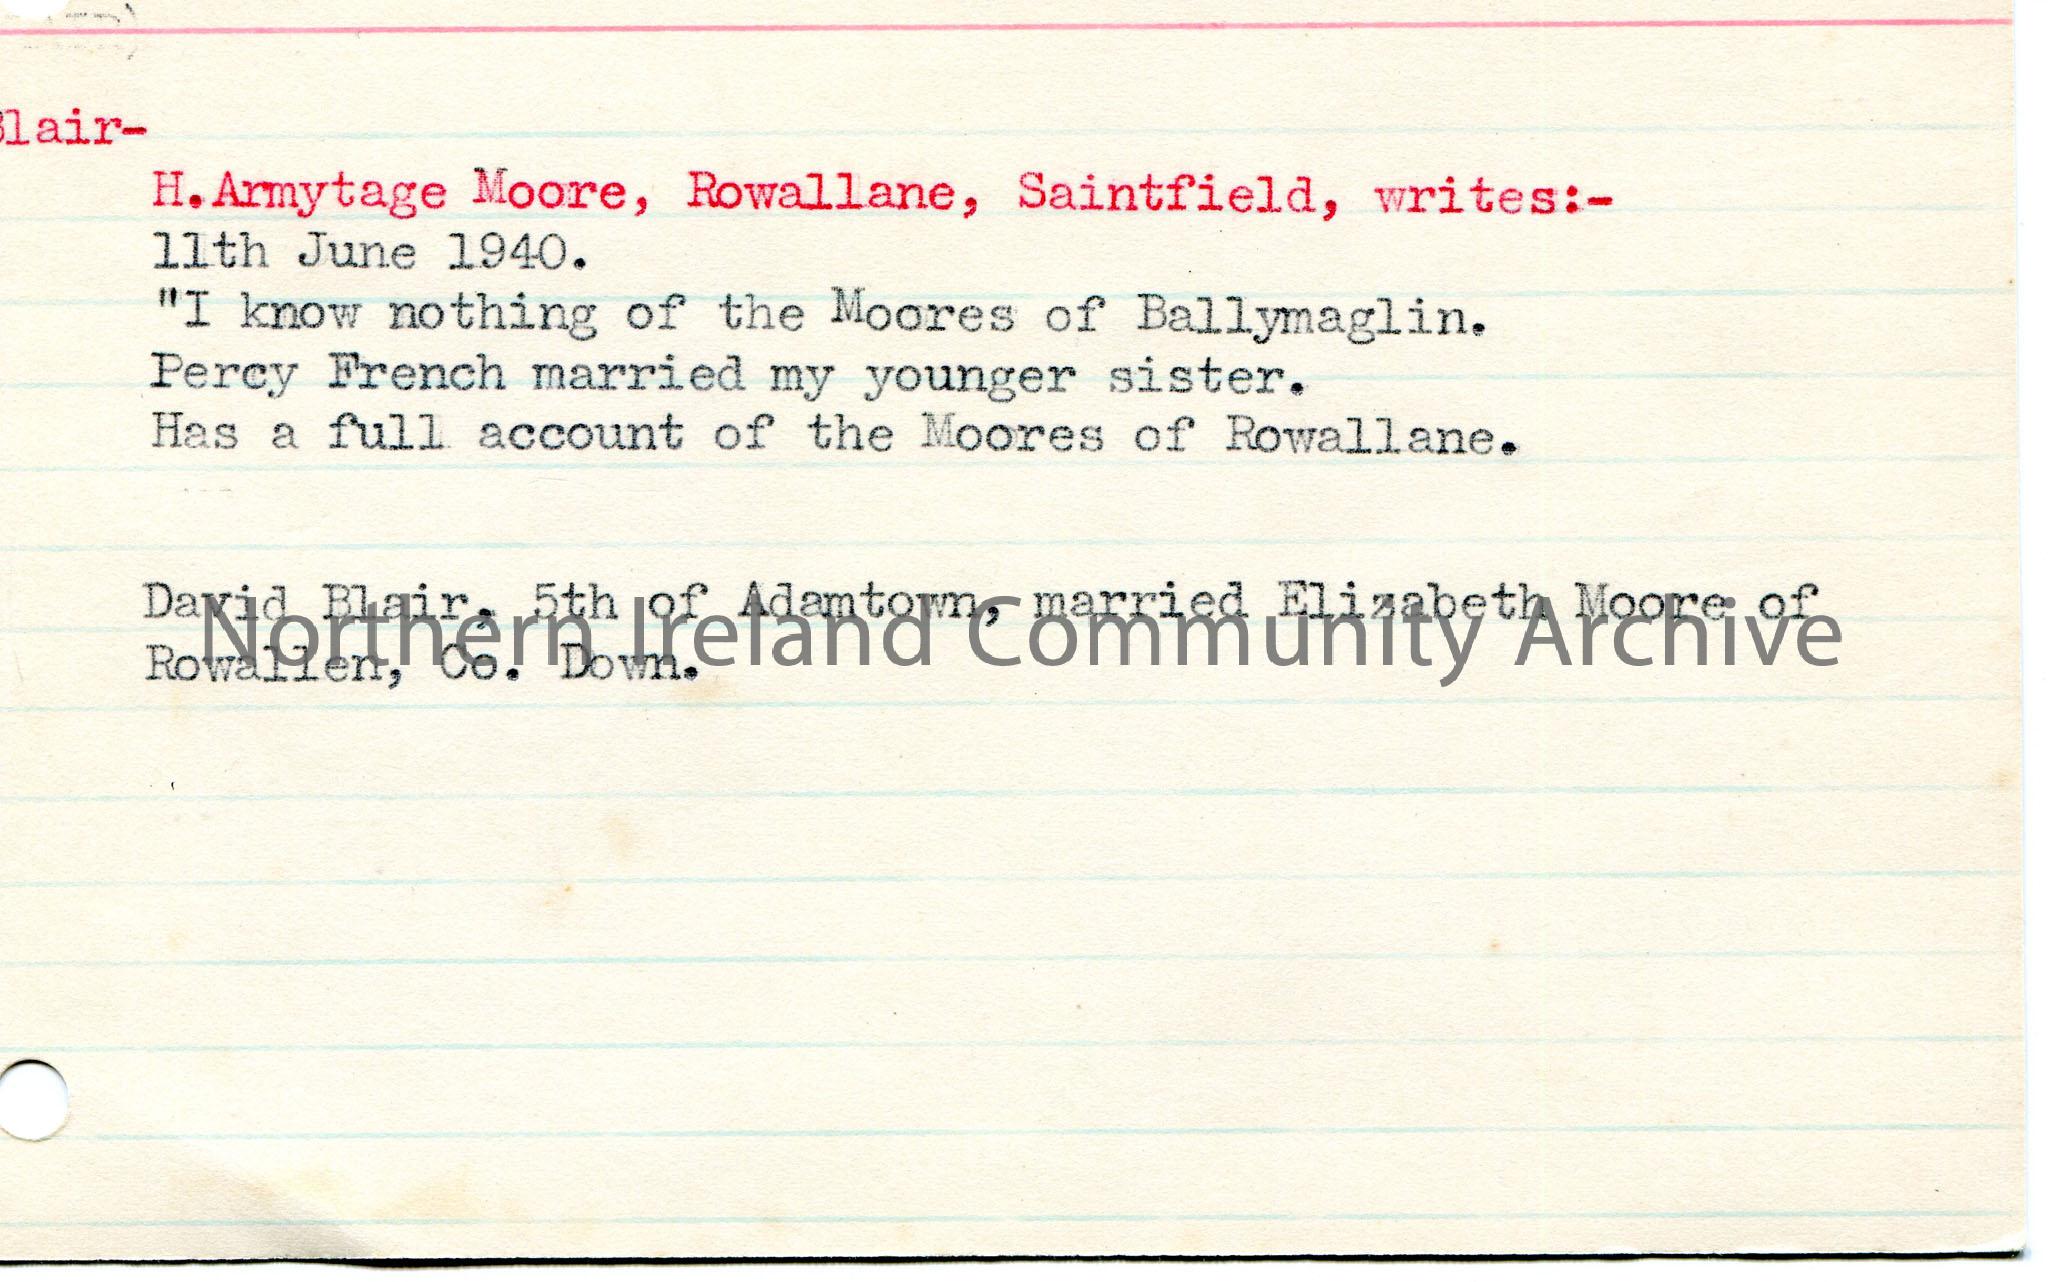 Blair-
H.Armytage Moore, Rowallane, Saintfield, writes:-
11th June 1940.
"I know nothing of the Moores of Ballymaglin.
Percy French married my younger sister.
Has a full account of the Moores of Rowallane.
David Blair, 5th of Adamtown, married Elizabeth Moore of
Northern Ireland Community Archive
Rowallen, Co. Down.